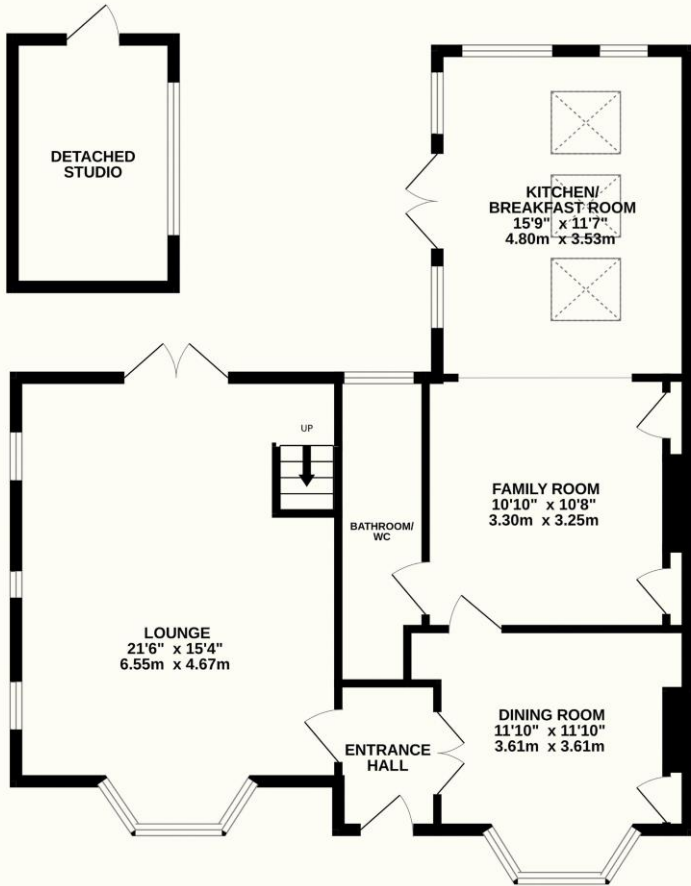 DETACHED
STUDIO
KITCHEN/
BREAKFAST ROOM
15'9" x 11'7"
4.80m x 3.53m
UP
FAMILY ROOM
10'10" x 10'8"
3.30m x 3.25m
BATHROOM/
WC
LOUNGE
21'6" x 15'4"
6.55m x 4.67m
DINING ROOM
11'10" x 11'10"
3.61m x 3.61m
ENTRANCE
HALL